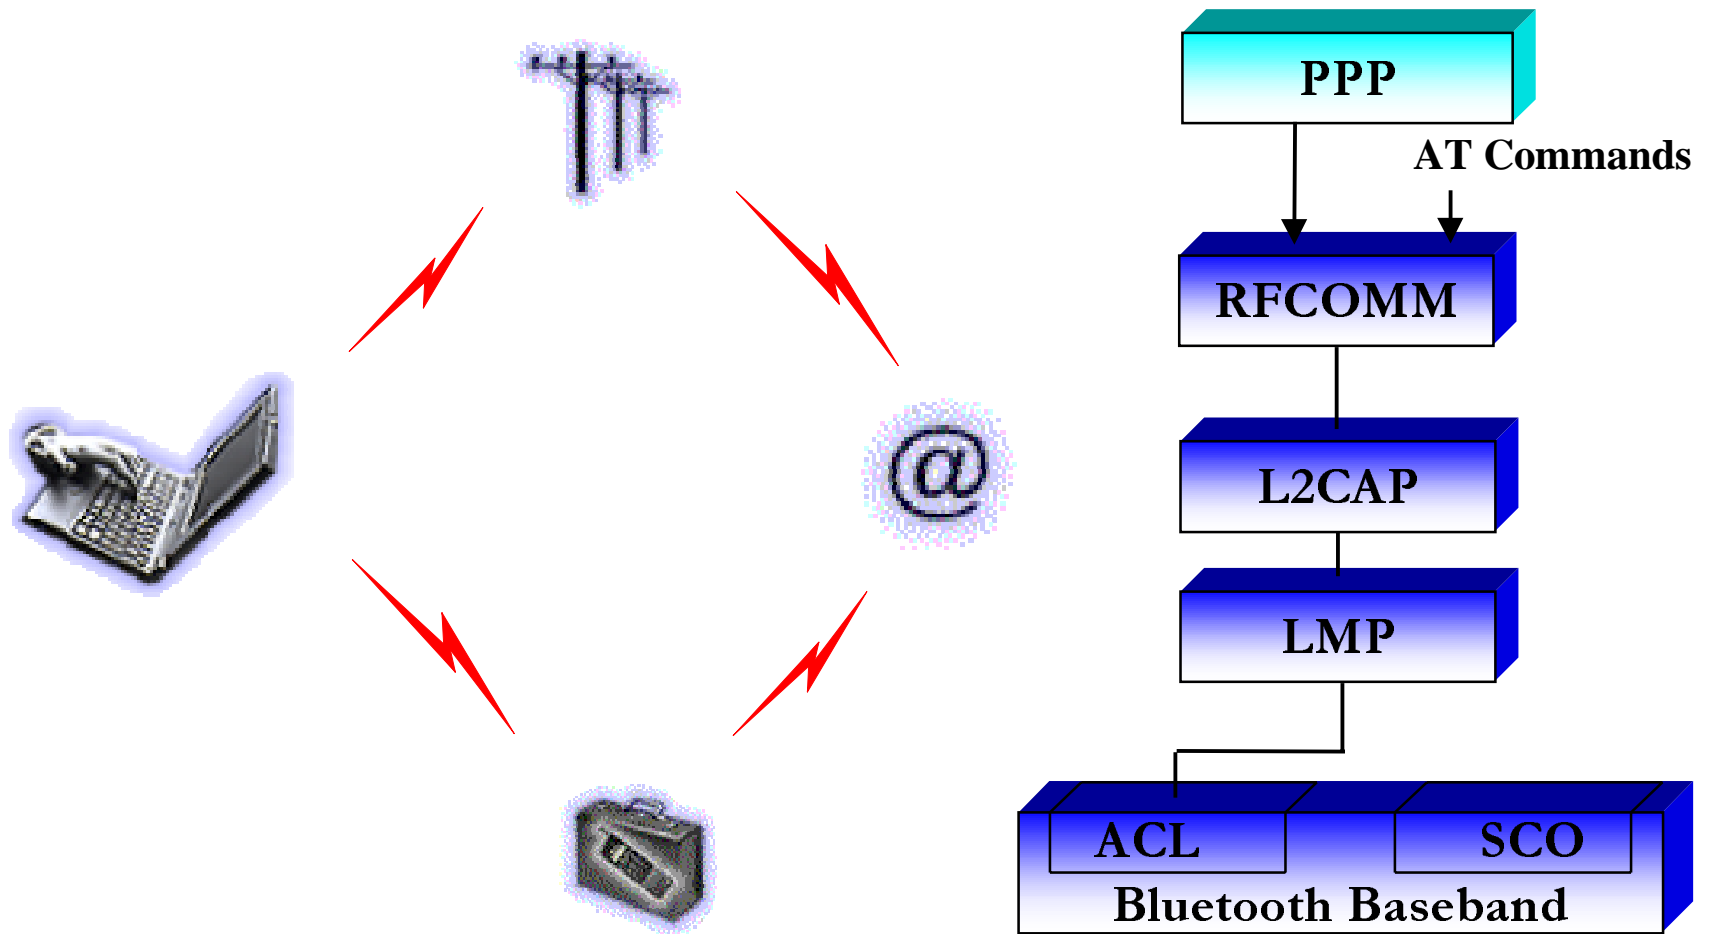 PPP
AT Commands
RFCOMM
@
L2CAP
LMP
ACL SCO
Bluetooth Baseband